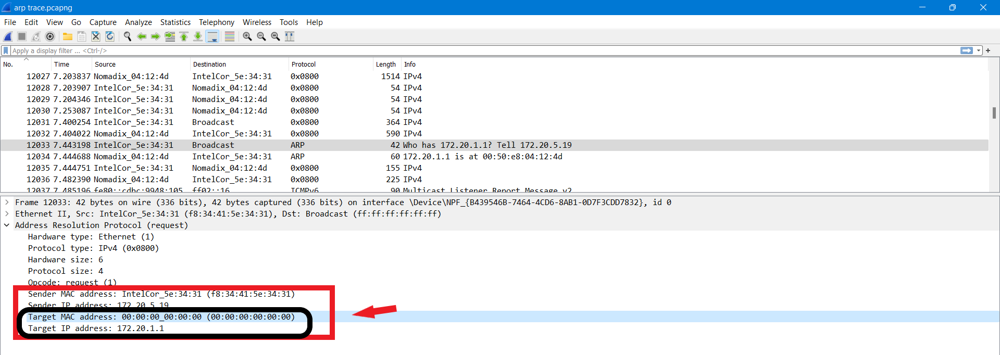 arp trace.pcapng
File Edit View Go Capture Analyze Statistics Telephony Wireless Tools Help
Apply a display filter ... <Ctrl-/>
No. Time Source Destination Protocol Length Info
12027 7.203837 Nomadix_04:12:4d IntelCor_5e:34:31 0x0800 1514 IPv4
12028 7.203907 IntelCor_5e:34:31 Nomadix_04:12:4d 0x0800 54 IPv4
12029 7.204346 IntelCor_5e:34:31 Nomadix_04:12:4d 0x0800 54 IPv4
12030 7.253087 IntelCor_5e:34:31 Nomadix_04:12:4d 0x0800 54 IPv4
12031 7.400254 IntelCor_5e:34:31 Broadcast 0x0800 364 IPv4
12032 7.404022 Nomadix_04:12:4d IntelCor_5e:34:31 0x0800 590 IPv4
12033 7.443198 IntelCor_5e:34:31 Broadcast ARP 42 Who has 172.20.1.1? Tell 172.20.5.19
12034 7.444688 Nomadix_04:12:4d IntelCor_5e:34:31 ARP 60 172.20.1.1 is at 00:50:e8:04:12:4d
12035 7.444751 IntelCor_5e:34:31 Nomadix_04:12:4d 0x0800 155 IPv4
12036 7.482390 Nomadix_04:12:4d IntelCor_5e:34:31 0x0800 225 IPv4
12037 7.485196 fe80::cdbc:9948:105… ff02::16 ICMPv6 90 Multicast Listener Report Message v2
Frame 12033: 42 bytes on wire (336 bits), 42 bytes captured (336 bits) on interface \Device\NPF_{B439546B-7464-4CD6-8AB1-0D7F3CDD7832}, id 0
Ethernet II, Src: IntelCor_5e:34:31 (f8:34:41:5e:34:31), Dst: Broadcast (ff:ff:ff:ff:ff:ff)
Address Resolution Protocol (request)
Hardware type: Ethernet (1)
Protocol type: IPv4 (0x0800)
Hardware size: 6
Protocol size: 4
Opcode: request (1)
Sender MAC address: IntelCor_5e:34:31 (f8:34:41:5e:34:31)
Sender IP address: 172.20.5.19
Target MAC address: 00:00:00_00:00:00 (00:00:00:00:00:00)
Target IP address: 172.20.1.1